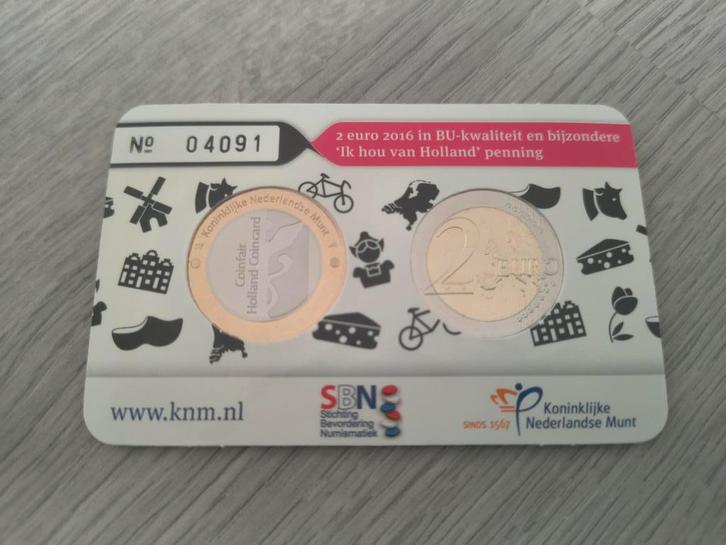 Nº 04091
2 euro 2016 in BU-kwaliteit en bijzondere
'Ik hou van Holland' penning
Koninklijke Nederlandse Munt
Coinfair
Holland Coincard
2 EURO
www.knm.nl
SBN
Stichting
Bevordering
Numismatiek
SINDS 1567
Koninklijke
Nederlandse Munt